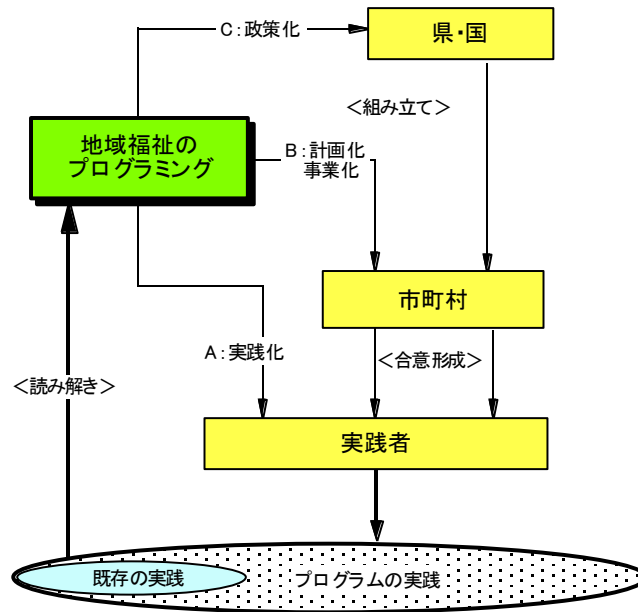 C:政策化
県・国
<組み立て>
地域福祉の
プログラミング
B:計画化
事業化
市町村
A:実践化
<合意形成>
<読み解き>
実践者
既存の実践
プログラムの実践